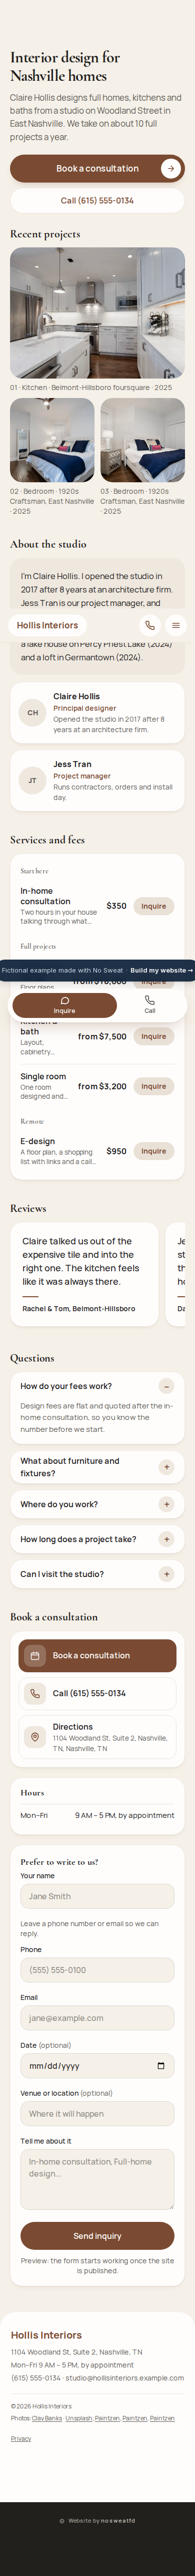 Interior design for
Nashville homes
Claire Hollis designs full homes, kitchens and
baths from a studio on Woodland Street in
East Nashville. We take on about 10 full
projects a year.
Book a consultation
Call (615) 555-0134
Recent projects
01 · Kitchen · Belmont-Hillsboro foursquare · 2025
02 · Bedroom · 1920s
Craftsman, East Nashville
· 2025
03 · Bedroom · 1920s
Craftsman, East Nashville
· 2025
About the studio
I'm Claire Hollis. I opened the studio in
2017 after 8 years at an architecture firm.
Jess Tran is our project manager, and
Hollis Interiors
a lake house on Percy Priest Lake (2024)
and a loft in Germantown (2024).
CH
Claire Hollis
Principal designer
Opened the studio in 2017 after 8
years at an architecture firm.
JT
Jess Tran
Project manager
Runs contractors, orders and install
day.
Services and fees
Start here
In-home
consultation
Two hours in your house
talking through what...
$350
Inquire
Full projects
Fictional example made with No Sweat · Build my website →
Inquire
Call
bath
Layout,
cabinetry...
from $7,500
Inquire
Single room
One room
designed and...
from $3,200
Inquire
Remote
E-design
A floor plan, a shopping
list with links and a call...
$950
Inquire
Reviews
Claire talked us out of the
expensive tile and into the
right one. The kitchen feels
like it was always there.
Rachel & Tom, Belmont-Hillsboro
Questions
How do your fees work?
Design fees are flat and quoted after the in-
home consultation, so you know the
number before we start.
What about furniture and
fixtures?
Where do you work?
How long does a project take?
Can I visit the studio?
Book a consultation
Book a consultation
Call (615) 555-0134
Directions
1104 Woodland St, Suite 2, Nashville,
TN, Nashville, TN
Hours
Mon–Fri 9 AM – 5 PM, by appointment
Prefer to write to us?
Your name
Jane Smith
Leave a phone number or email so we can
reply.
Phone
(555) 555-0100
Email
jane@example.com
Date (optional)
mm/dd/yyyy
Venue or location (optional)
Where it will happen
Tell me about it
In-home consultation, Full-home
design...
Send inquiry
Preview: the form starts working once the site
is published.
Hollis Interiors
1104 Woodland St, Suite 2, Nashville, TN
Mon–Fri 9 AM – 5 PM, by appointment
(615) 555-0134 · studio@hollisinteriors.example.com
© 2026 Hollis Interiors
Photos: Clay Banks · Unsplash, Paintzen, Paintzen, Paintzen
Privacy
Website by nosweatfd